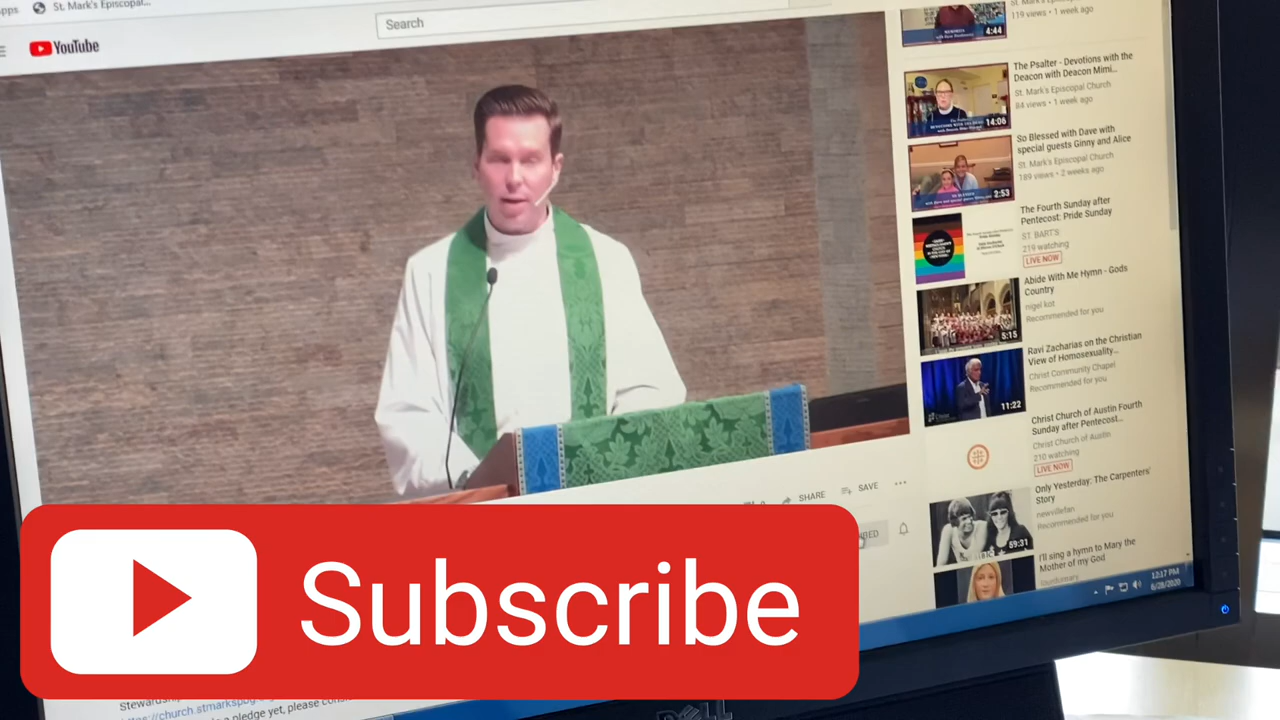 St. Mark's Episcopal...
YouTube
Search
119 views • 1 week ago
4:44
The Psalter - Devotions with the
Deacon with Deacon Mimi...
St. Mark's Episcopal Church
84 views • 1 week ago
14:06
So Blessed with Dave with
special guests Ginny and Alice
St. Mark's Episcopal Church
189 views • 2 weeks ago
2:53
The Fourth Sunday after
Pentecost: Pride Sunday
ST. BART'S
219 watching
LIVE NOW
Abide With Me Hymn - Gods
Country
nigel kot
Recommended for you
5:15
Ravi Zacharias on the Christian
View of Homosexuality...
Christ Community Chapel
Recommended for you
11:22
Christ Church of Austin Fourth
Sunday after Pentecost...
Christ Church of Austin
210 watching
LIVE NOW
Only Yesterday: The Carpenters'
Story
newvillefan
Recommended for you
59:31
I'll sing a hymn to Mary the
Mother of my God
SHARE
SAVE
Subscribe
12:17 PM
6/28/2020
a pledge yet, please
DELL